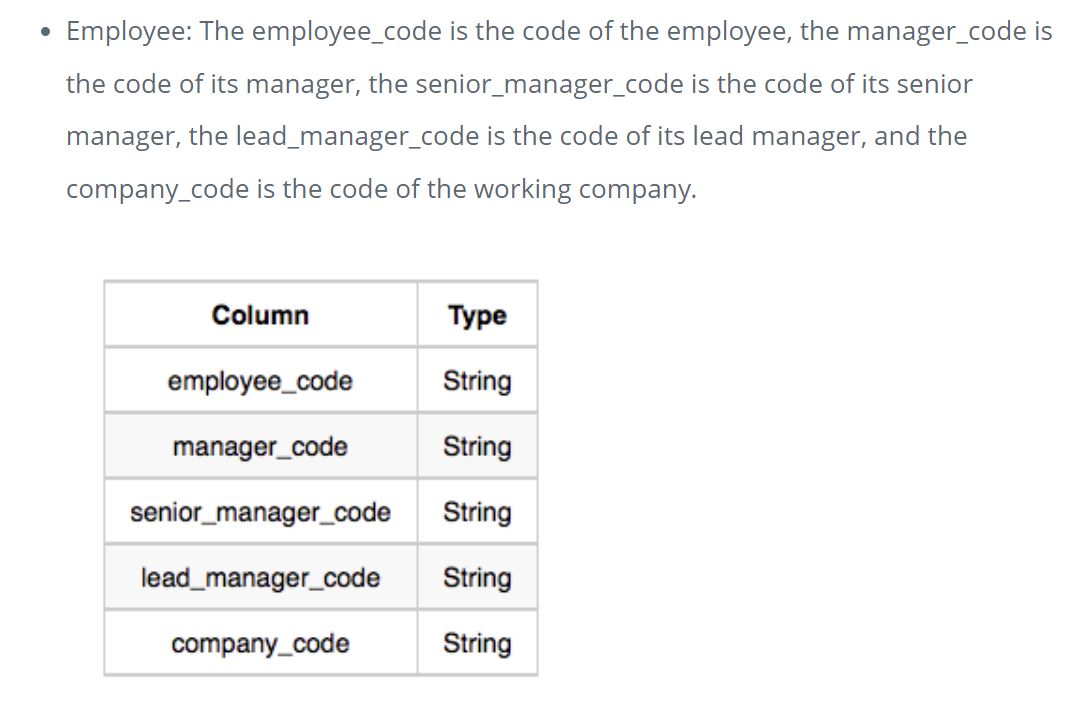 • Employee: The employee_code is the code of the employee, the manager_code is
the code of its manager, the senior_manager_code is the code of its senior
manager, the lead_manager_code is the code of its lead manager, and the
company_code is the code of the working company.
Column Type
employee_code String
manager_code String
senior_manager_code String
lead_manager_code String
company_code String